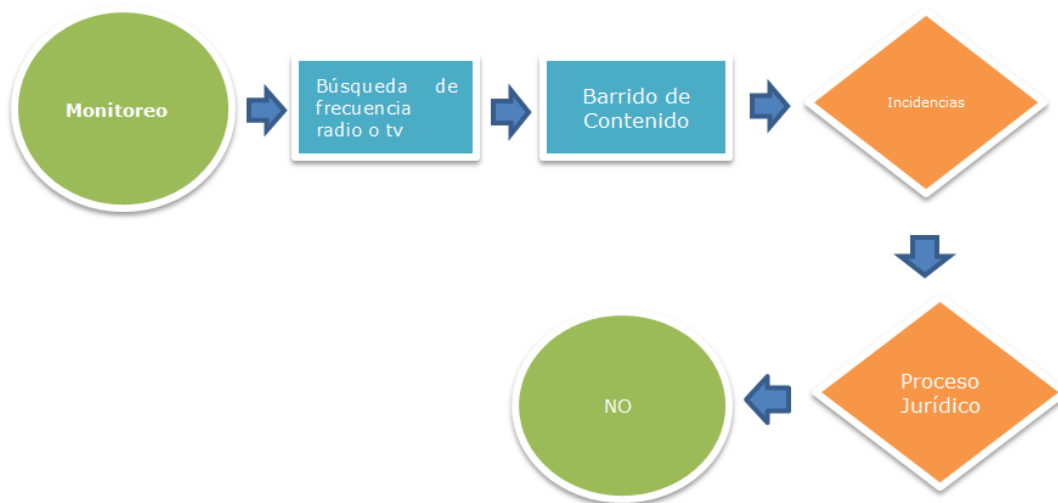 Monitoreo
Búsqueda de
frecuencia
radio o tv
Barrido de
Contenido
Incidencias
Proceso
Jurídico
NO